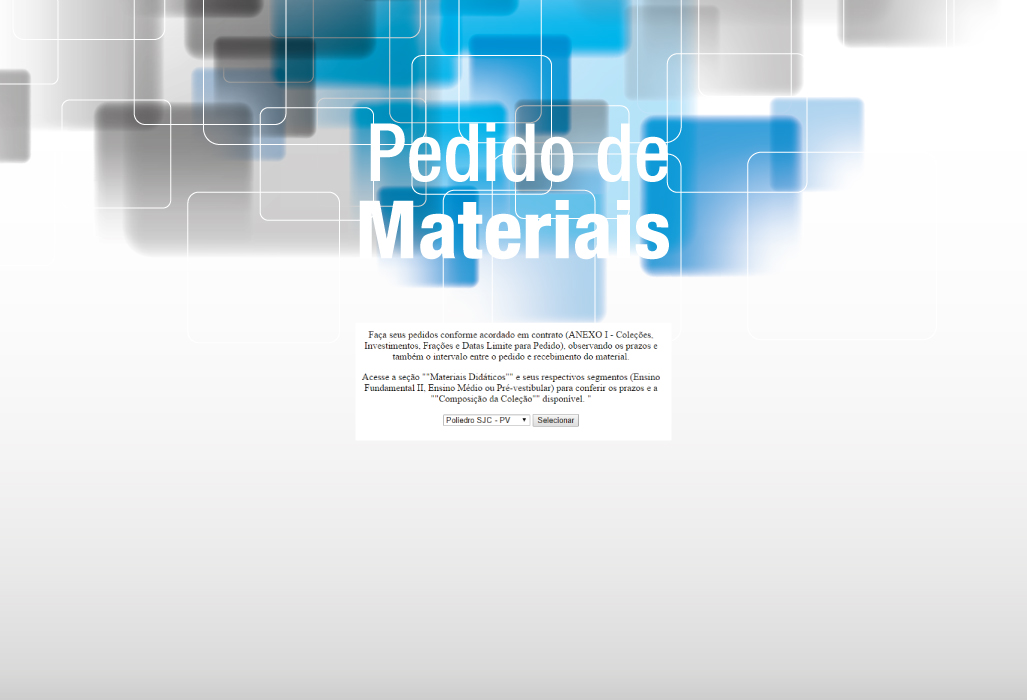 Pedido de
Materiais
Faça seus pedidos conforme acordado em contrato (ANEXO I - Coleções,
Investimentos, Frações e Datas Limite para Pedido), observando os prazos e
também o intervalo entre o pedido e recebimento do material.
Acesse a seção ""Materiais Didáticos"" e seus respectivos segmentos (Ensino
Fundamental II, Ensino Médio ou Pré-vestibular) para conferir os prazos e a
""Composição da Coleção"" disponível. "
Poliedro SJC - PV Selecionar